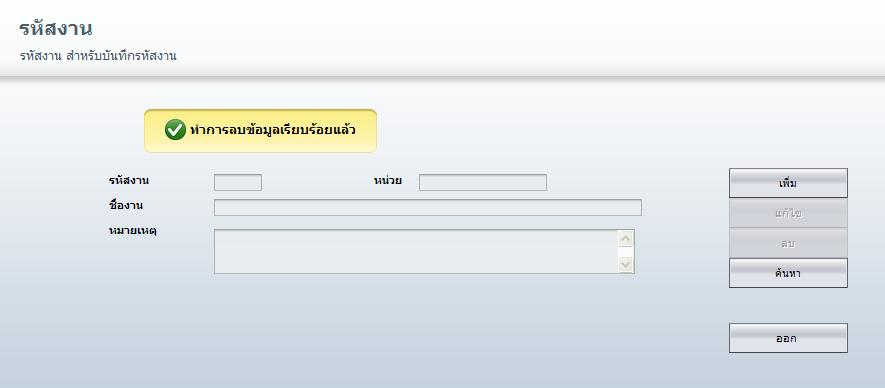 รหัสงาน
รหัสงาน สำหรับบันทึกรหัสงาน
ทำการลบข้อมูลเรียบร้อยแล้ว
รหัสงาน หน่วย เพิ่ม
ชื่องาน แก้ไข
หมายเหตุ ลบ
ค้นหา
ออก